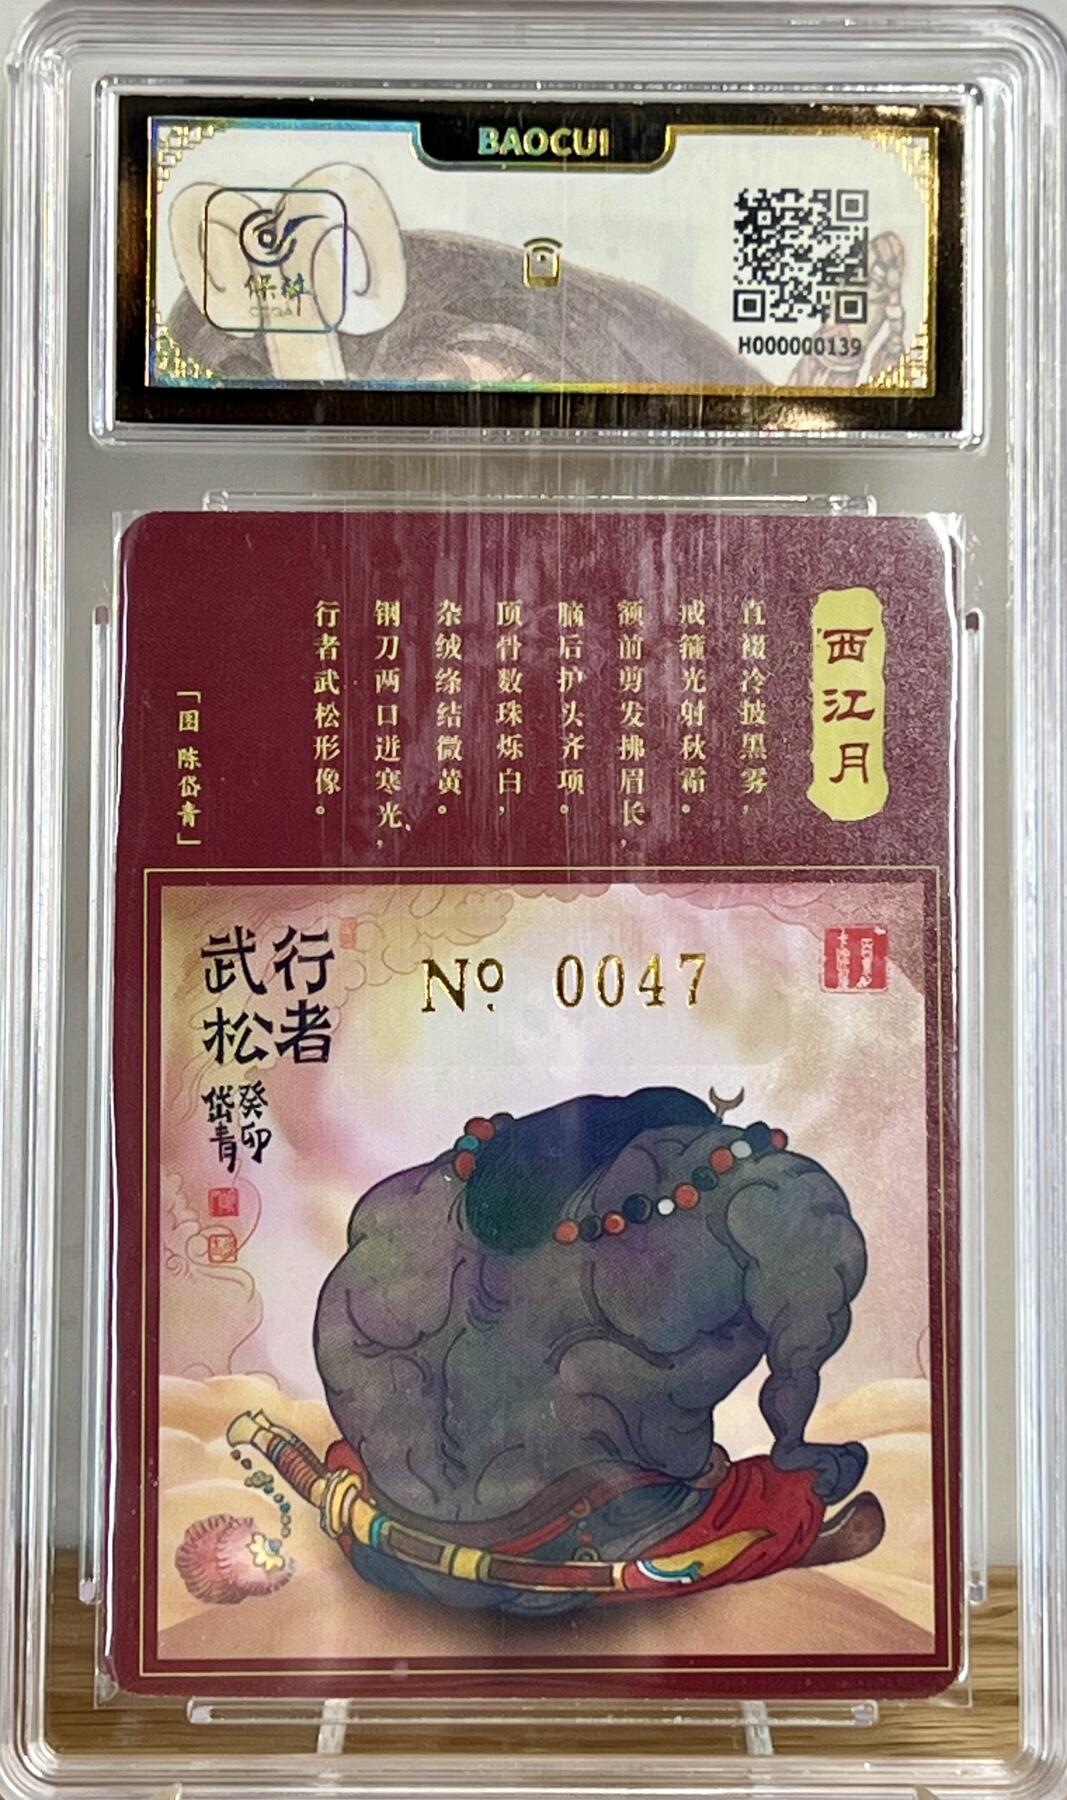 BAOCUI
保粹
H000000139
西江月
直裰冷披黑雾，
戒箍光射秋霜。
额前剪发拂眉长，
脑后护头齐项。
顶骨数珠烁白，
杂绒绦结微黄。
钢刀两口迸寒光，
行者武松形像。
「图 陈岱青」
行者
武松
癸卯
岱青
Nº 0047